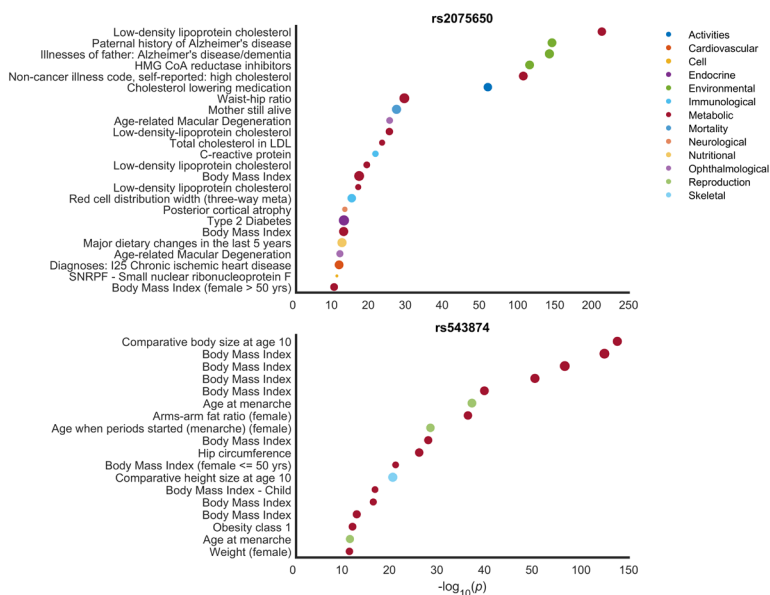 rs2075650
Low-density lipoprotein cholesterol
Paternal history of Alzheimer's disease
Illnesses of father: Alzheimer's disease/dementia
HMG CoA reductase inhibitors
Non-cancer illness code, self-reported: high cholesterol
Cholesterol lowering medication
Waist-hip ratio
Mother still alive
Age-related Macular Degeneration
Low-density-lipoprotein cholesterol
Total cholesterol in LDL
C-reactive protein
Low-density lipoprotein cholesterol
Body Mass Index
Low-density lipoprotein cholesterol
Red cell distribution width (three-way meta)
Posterior cortical atrophy
Type 2 Diabetes
Body Mass Index
Major dietary changes in the last 5 years
Age-related Macular Degeneration
Diagnoses: I25 Chronic ischemic heart disease
SNRPF - Small nuclear ribonucleoprotein F
Body Mass Index (female > 50 yrs)
0 10 20 30 50 100 150 200 250
Activities
Cardiovascular
Cell
Endocrine
Environmental
Immunological
Metabolic
Mortality
Neurological
Nutritional
Ophthalmological
Reproduction
Skeletal
rs543874
Comparative body size at age 10
Body Mass Index
Body Mass Index
Body Mass Index
Body Mass Index
Age at menarche
Arms-arm fat ratio (female)
Age when periods started (menarche) (female)
Body Mass Index
Hip circumference
Body Mass Index (female <= 50 yrs)
Comparative height size at age 10
Body Mass Index - Child
Body Mass Index
Body Mass Index
Obesity class 1
Age at menarche
Weight (female)
0 10 20 30 40 50 100 150
-log10(p)